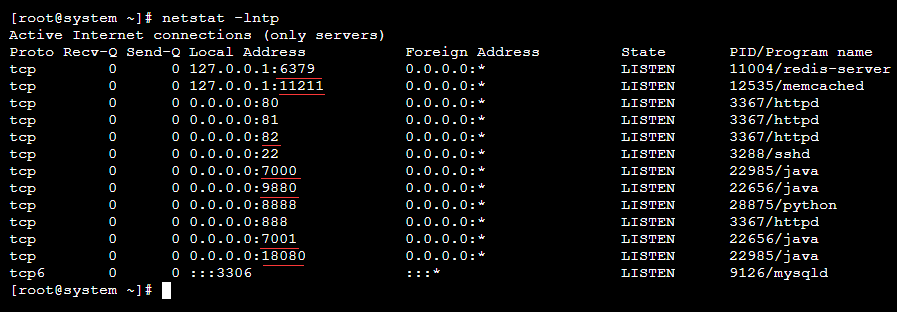 [root@system ~]# netstat -lntp
Active Internet connections (only servers)
Proto Recv-Q Send-Q Local Address           Foreign Address         State       PID/Program name
tcp        0      0 127.0.0.1:6379          0.0.0.0:*               LISTEN      11004/redis-server
tcp        0      0 127.0.0.1:11211         0.0.0.0:*               LISTEN      12535/memcached
tcp        0      0 0.0.0.0:80              0.0.0.0:*               LISTEN      3367/httpd
tcp        0      0 0.0.0.0:81              0.0.0.0:*               LISTEN      3367/httpd
tcp        0      0 0.0.0.0:82              0.0.0.0:*               LISTEN      3367/httpd
tcp        0      0 0.0.0.0:22              0.0.0.0:*               LISTEN      3288/sshd
tcp        0      0 0.0.0.0:7000            0.0.0.0:*               LISTEN      22985/java
tcp        0      0 0.0.0.0:9880            0.0.0.0:*               LISTEN      22656/java
tcp        0      0 0.0.0.0:8888            0.0.0.0:*               LISTEN      28875/python
tcp        0      0 0.0.0.0:888             0.0.0.0:*               LISTEN      3367/httpd
tcp        0      0 0.0.0.0:7001            0.0.0.0:*               LISTEN      22656/java
tcp        0      0 0.0.0.0:18080           0.0.0.0:*               LISTEN      22985/java
tcp6       0      0 :::3306                 :::*                    LISTEN      9126/mysqld
[root@system ~]#